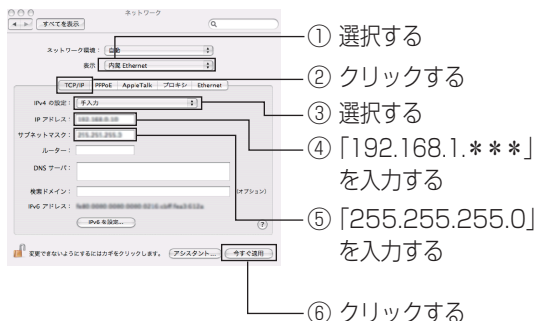 ネットワーク
すべてを表示
ネットワーク環境： 自動
表示： 内蔵 Ethernet
TCP/IP PPPoE AppleTalk プロキシ Ethernet
IPv4 の設定： 手入力
IP アドレス：
サブネットマスク：
ルーター：
DNS サーバ：
検索ドメイン： (オプション)
IPv6 アドレス：
IPv6 を設定... ?
変更できないようにするにはカギをクリックします。 アシスタント... 今すぐ適用
① 選択する
② クリックする
③ 選択する
④「192.168.1.＊＊＊」
を入力する
⑤「255.255.255.0」
を入力する
⑥ クリックする